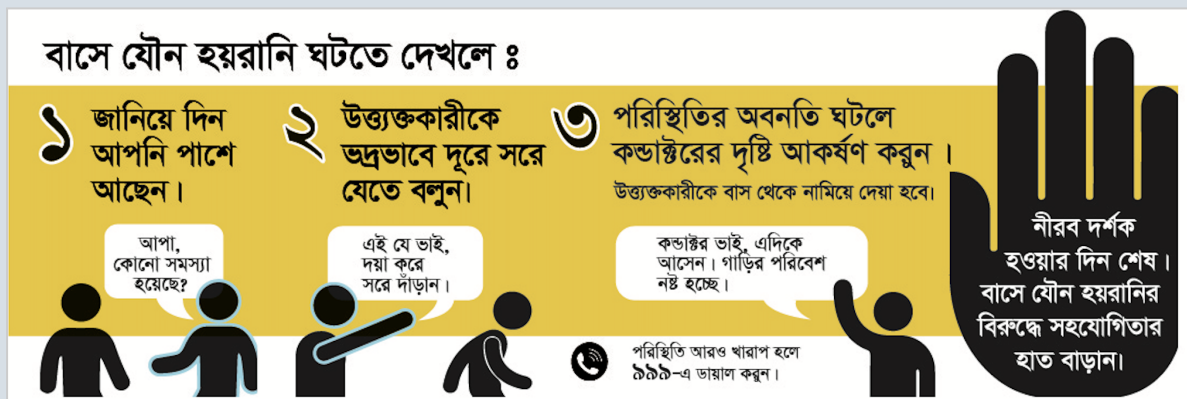 বাসে যৌন হয়রানি ঘটতে দেখলে ঃ
১ জানিয়ে দিন
আপনি পাশে
আছেন।
আপা,
কোনো সমস্যা
হয়েছে?
২ উত্ত্যক্তকারীকে
ভদ্রভাবে দূরে সরে
যেতে বলুন।
এই যে ভাই,
দয়া করে
সরে দাঁড়ান।
৩ পরিস্থিতির অবনতি ঘটলে
কন্ডাক্টরের দৃষ্টি আকর্ষণ করুন ।
উত্ত্যক্তকারীকে বাস থেকে নামিয়ে দেয়া হবে।
কন্ডাক্টর ভাই, এদিকে
আসেন। গাড়ির পরিবেশ
নষ্ট হচ্ছে।
পরিস্থিতি আরও খারাপ হলে
৯৯৯-এ ডায়াল করুন।
নীরব দর্শক
হওয়ার দিন শেষ।
বাসে যৌন হয়রানির
বিরুদ্ধে সহযোগিতার
হাত বাড়ান।